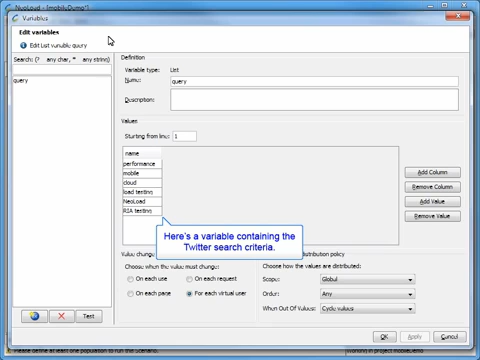 NeoLoad - [mobileDemo*]
Variables
Edit variables
Edit List variable query
Search: (? any char, * any string)
query
Definition
Variable type: List
Name: query
Description:
Values
Starting from line: 1
name
performance
mobile
cloud
load testing
NeoLoad
RIA testing
Add Column
Remove Column
Add Value
Remove Value
Here's a variable containing the
Twitter search criteria.
Value chang
Choose when the value must change:
On each use
On each request
On each page
For each virtual user
distribution policy
Choose how the values are distributed:
Scope: Global
Order: Any
When Out Of Values: Cycle values
Test
OK
Apply
Cancel
Please define at least one population to run the Scenario.
Working in project mobileDemo